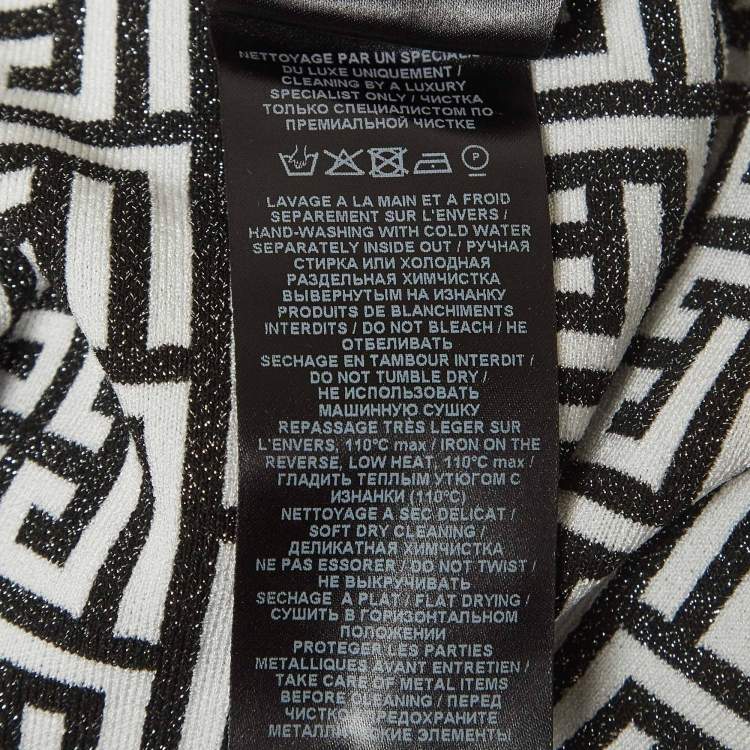 NETTOYAGE PAR UN SPECIALISTE
DU LUXE UNIQUEMENT /
CLEANING BY A LUXURY
SPECIALIST ONLY / ЧИСТКА
ТОЛЬКО СПЕЦИАЛИСТОМ ПО
ПРЕМИАЛЬНОЙ ЧИСТКЕ
P
LAVAGE A LA MAIN ET A FROID
SEPAREMENT SUR L'ENVERS /
HAND-WASHING WITH COLD WATER
SEPARATELY INSIDE OUT / РУЧНАЯ
СТИРКА ИЛИ ХОЛОДНАЯ
РАЗДЕЛЬНАЯ ХИМЧИСТКА
ВЫВЕРНУТЫМ НА ИЗНАНКУ
PRODUITS DE BLANCHIMENTS
INTERDITS / DO NOT BLEACH / НЕ
ОТБЕЛИВАТЬ
SECHAGE EN TAMBOUR INTERDIT /
DO NOT TUMBLE DRY /
НЕ ИСПОЛЬЗОВАТЬ
МАШИННУЮ СУШКУ
REPASSAGE TRÈS LEGER SUR
L'ENVERS, 110°C max / IRON ON THE
REVERSE, LOW HEAT, 110°C max /
ГЛАДИТЬ ТЕПЛЫМ УТЮГОМ С
ИЗНАНКИ (110°C)
NETTOYAGE A SEC DELICAT /
SOFT DRY CLEANING /
ДЕЛИКАТНАЯ ХИМЧИСТКА
NE PAS ESSORER / DO NOT TWIST /
НЕ ВЫКРУЧИВАТЬ
SECHAGE A PLAT / FLAT DRYING /
СУШИТЬ В ГОРИЗОНТАЛЬНОМ
ПОЛОЖЕНИИ
PROTEGER LES PARTIES
METALLIQUES AVANT ENTRETIEN /
TAKE CARE OF METAL ITEMS
BEFORE CLEANING / ПЕРЕД
ЧИСТКОЙ ПРЕДОХРАНИТЕ
МЕТАЛЛИЧЕСКИЕ ЭЛЕМЕНТЫ